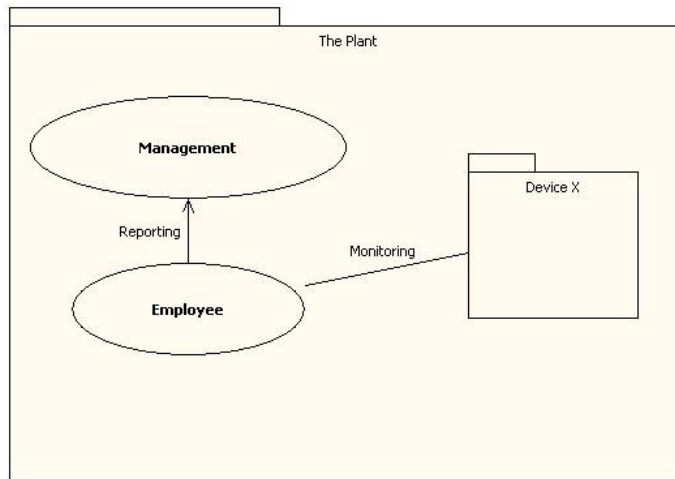 The Plant
Management
Device X
Reporting
Monitoring
Employee